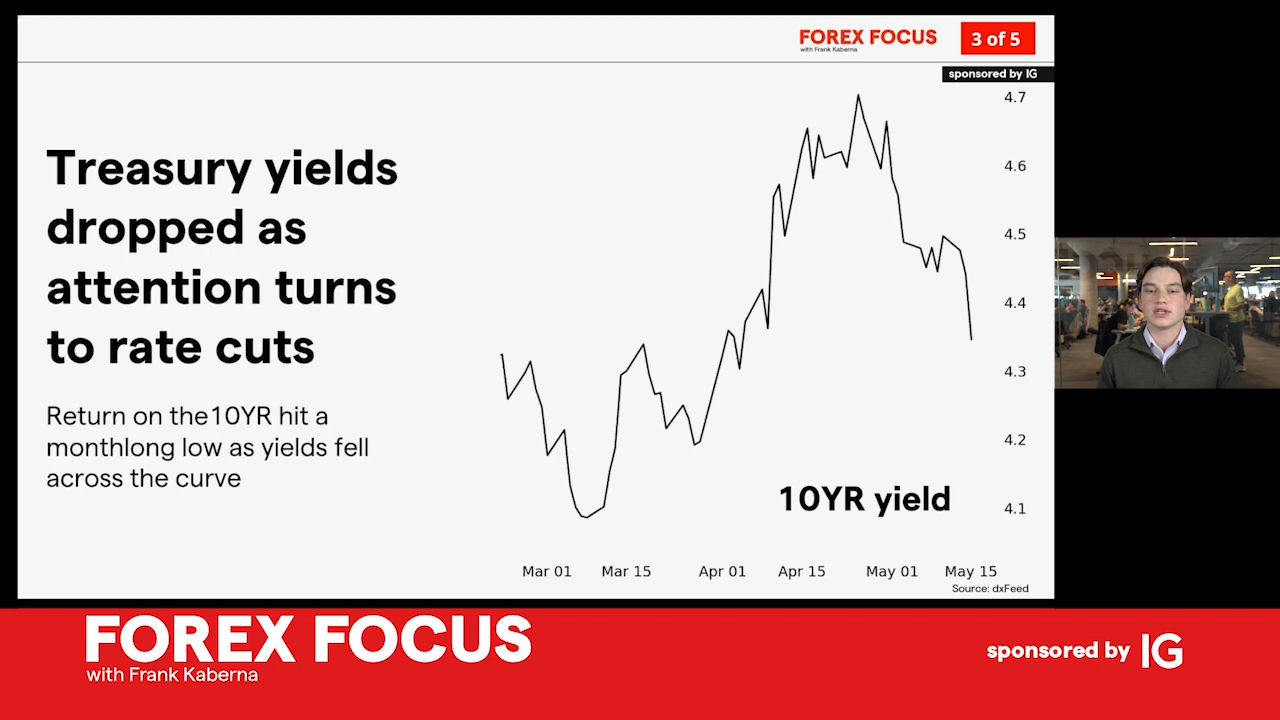 FOREX FOCUS
with Frank Kaberna
3 of 5
sponsored by IG
Treasury yields
dropped as
attention turns
to rate cuts
Return on the10YR hit a
monthlong low as yields fell
across the curve
4.7
4.6
4.5
4.4
4.3
4.2
4.1
10YR yield
Mar 01 Mar 15 Apr 01 Apr 15 May 01 May 15
Source: dxFeed
FOREX FOCUS
with Frank Kaberna
sponsored by IG